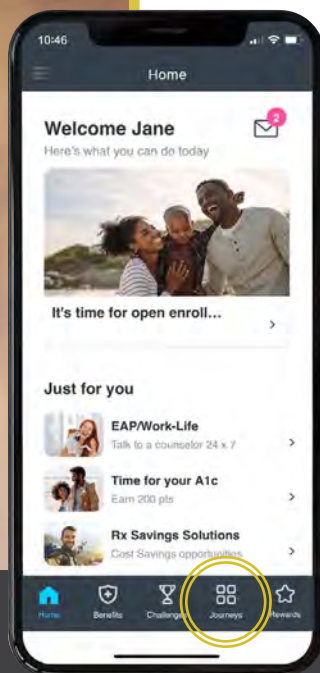 10:46
Home
Welcome Jane
2
Here's what you can do today
It's time for open enroll...
Just for you
EAP/Work-Life
Talk to a counselor 24 x 7
Time for your A1c
Earn 200 pts
Rx Savings Solutions
Cost Savings opportunities
Home Benefits Challenges Journeys Rewards